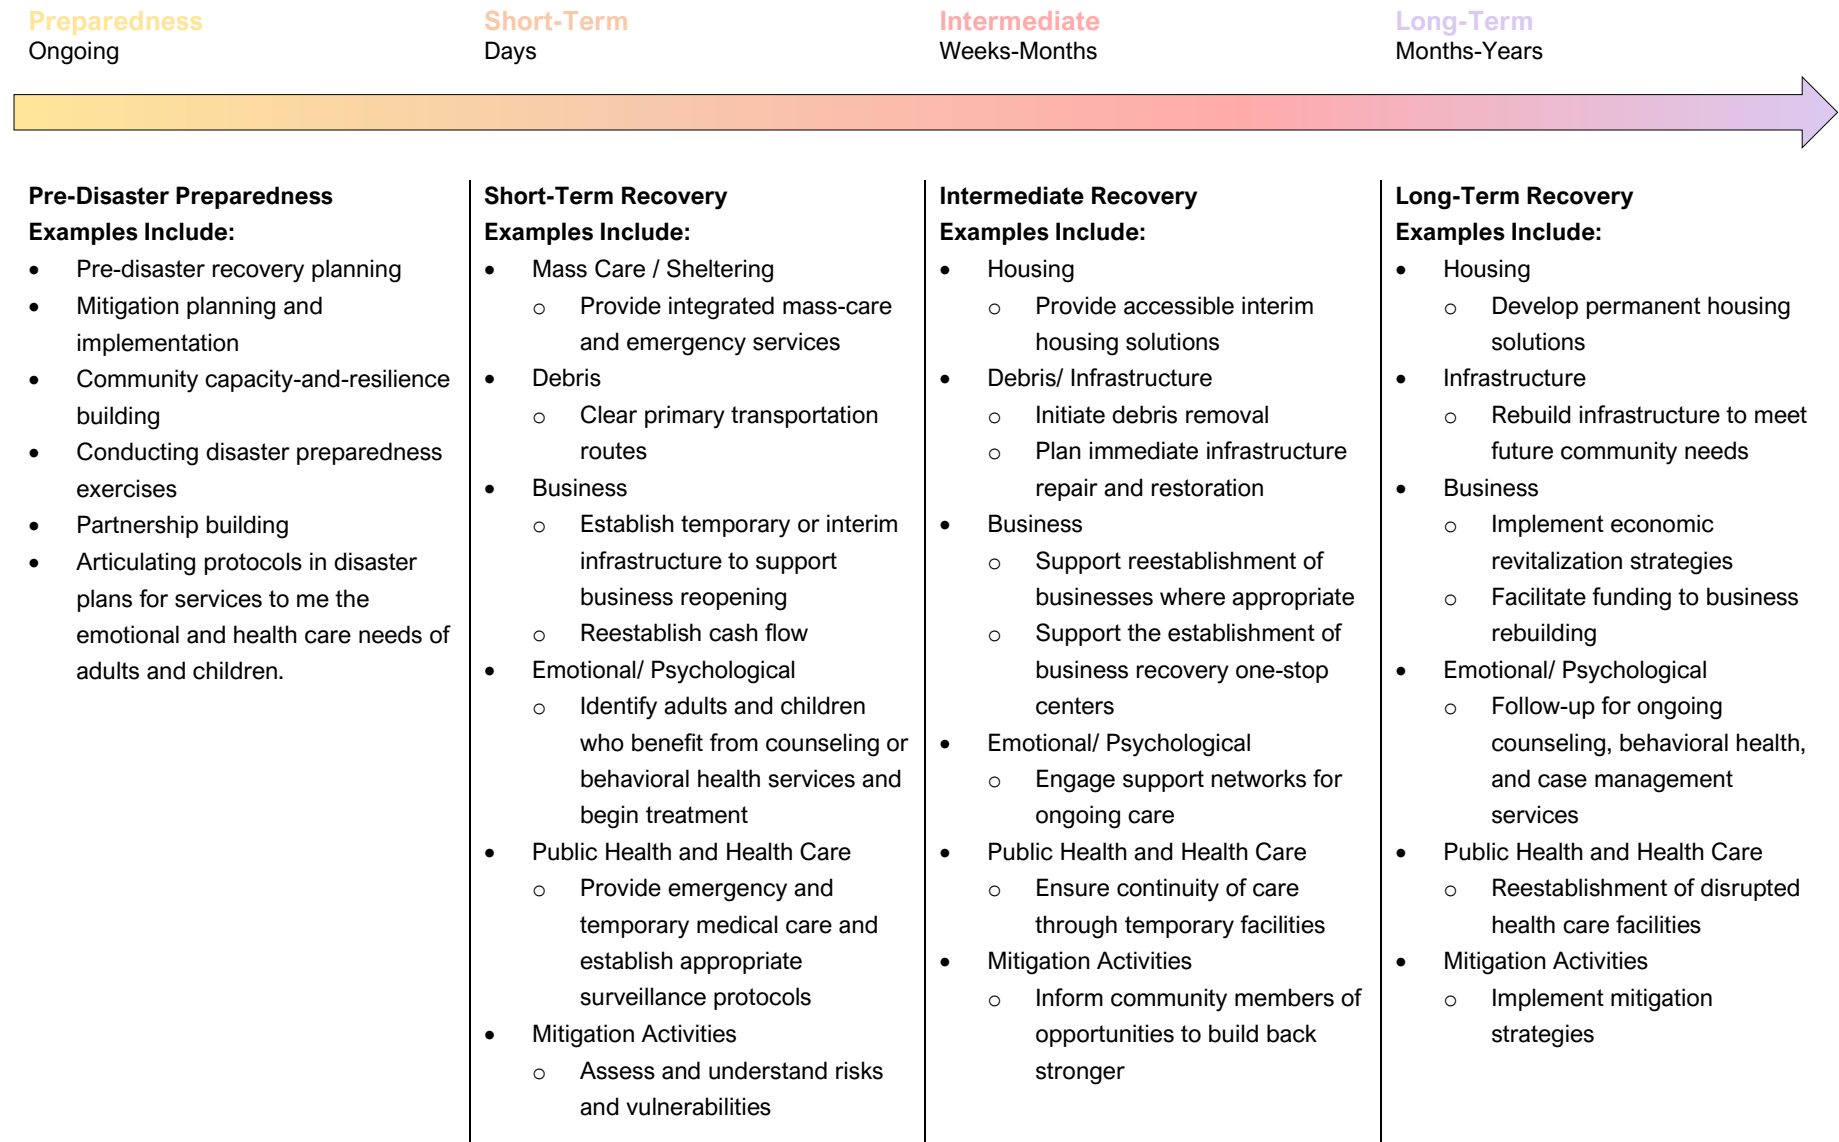 Preparedness
Ongoing
Short-Term
Days
Intermediate
Weeks-Months
Long-Term
Months-Years
Pre-Disaster Preparedness
Examples Include:
• Pre-disaster recovery planning
• Mitigation planning and
implementation
• Community capacity-and-resilience
building
• Conducting disaster preparedness
exercises
• Partnership building
• Articulating protocols in disaster
plans for services to me the
emotional and health care needs of
adults and children.
Short-Term Recovery
Examples Include:
• Mass Care / Sheltering
o Provide integrated mass-care
and emergency services
• Debris
o Clear primary transportation
routes
• Business
o Establish temporary or interim
infrastructure to support
business reopening
o Reestablish cash flow
• Emotional/ Psychological
o Identify adults and children
who benefit from counseling or
behavioral health services and
begin treatment
• Public Health and Health Care
o Provide emergency and
temporary medical care and
establish appropriate
surveillance protocols
• Mitigation Activities
o Assess and understand risks
and vulnerabilities
Intermediate Recovery
Examples Include:
• Housing
o Provide accessible interim
housing solutions
• Debris/ Infrastructure
o Initiate debris removal
o Plan immediate infrastructure
repair and restoration
• Business
o Support reestablishment of
businesses where appropriate
o Support the establishment of
business recovery one-stop
centers
• Emotional/ Psychological
o Engage support networks for
ongoing care
• Public Health and Health Care
o Ensure continuity of care
through temporary facilities
• Mitigation Activities
o Inform community members of
opportunities to build back
stronger
Long-Term Recovery
Examples Include:
• Housing
o Develop permanent housing
solutions
• Infrastructure
o Rebuild infrastructure to meet
future community needs
• Business
o Implement economic
revitalization strategies
o Facilitate funding to business
rebuilding
• Emotional/ Psychological
o Follow-up for ongoing
counseling, behavioral health,
and case management
services
• Public Health and Health Care
o Reestablishment of disrupted
health care facilities
• Mitigation Activities
o Implement mitigation
strategies